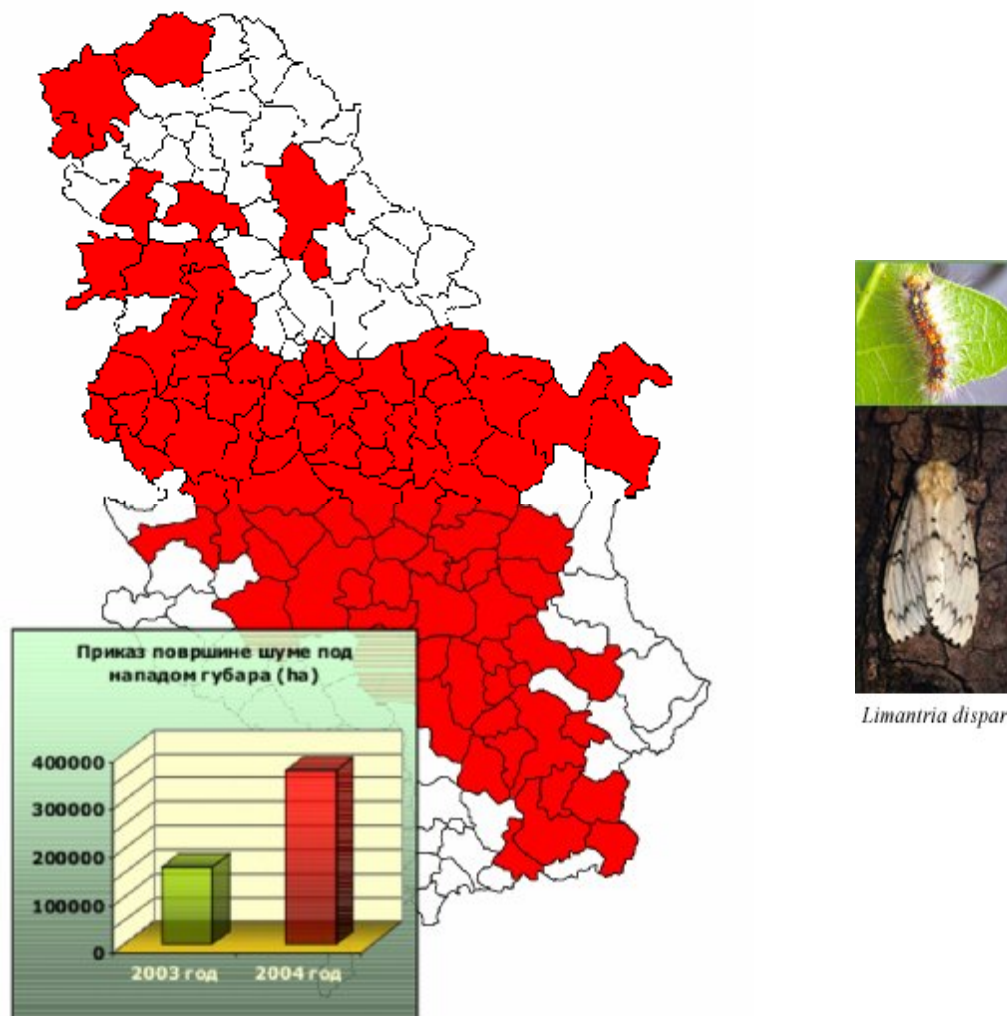 Приказ површине шуме под
нападом губара (ha)
400000
300000
200000
100000
0
2003 год
2004 год
Limantria dispar